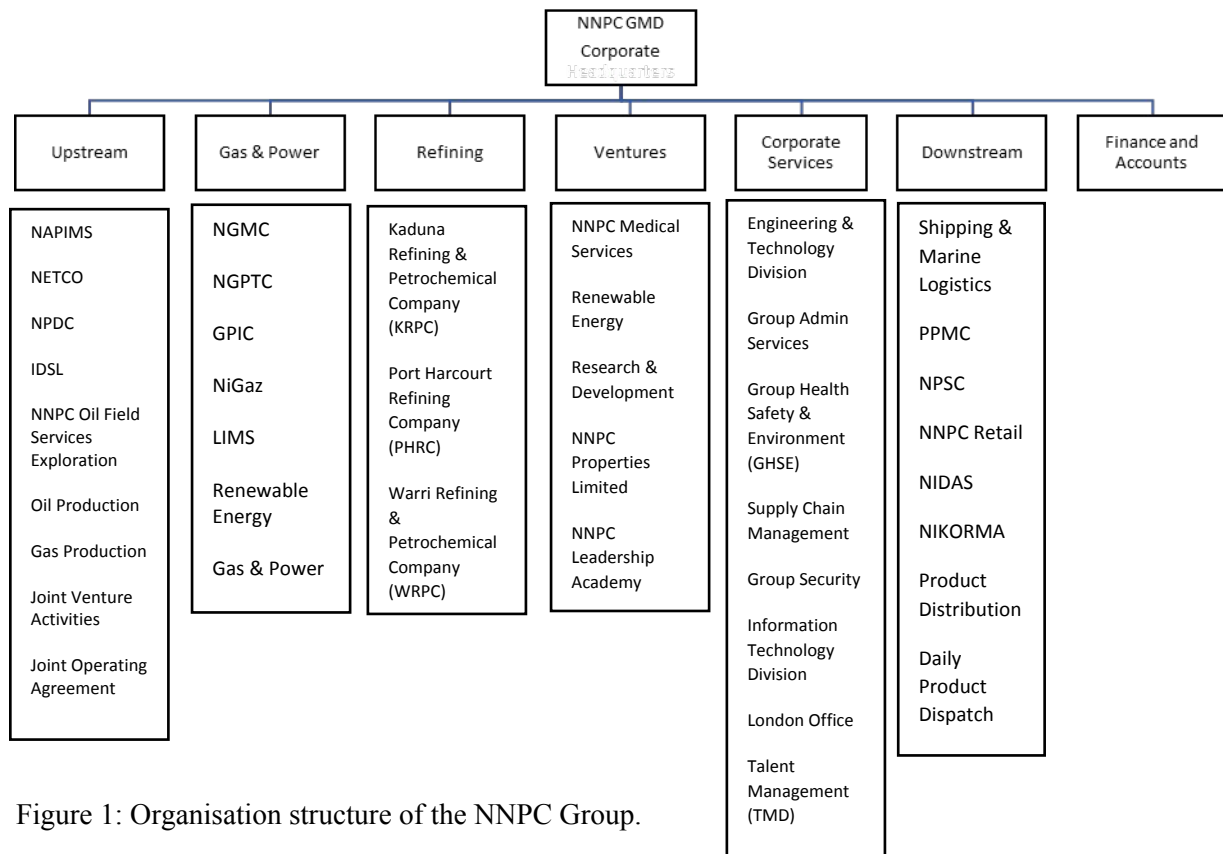 NNPC GMD
Corporate
Headquarters
Upstream
Gas & Power
Refining
Ventures
Corporate
Services
Downstream
Finance and
Accounts
NAPIMS
NETCO
NPDC
IDSL
NNPC Oil Field
Services
Exploration
Oil Production
Gas Production
Joint Venture
Activities
Joint Operating
Agreement
NGMC
NGPTC
GPIC
NiGaz
LIMS
Renewable
Energy
Gas & Power
Kaduna
Refining &
Petrochemical
Company
(KRPC)
Port Harcourt
Refining
Company
(PHRC)
Warri Refining
&
Petrochemical
Company
(WRPC)
NNPC Medical
Services
Renewable
Energy
Research &
Development
NNPC
Properties
Limited
NNPC
Leadership
Academy
Engineering &
Technology
Division
Group Admin
Services
Group Health
Safety &
Environment
(GHSE)
Supply Chain
Management
Group Security
Information
Technology
Division
London Office
Talent
Management
(TMD)
Shipping &
Marine
Logistics
PPMC
NPSC
NNPC Retail
NIDAS
NIKORMA
Product
Distribution
Daily
Product
Dispatch
Figure 1: Organisation structure of the NNPC Group.